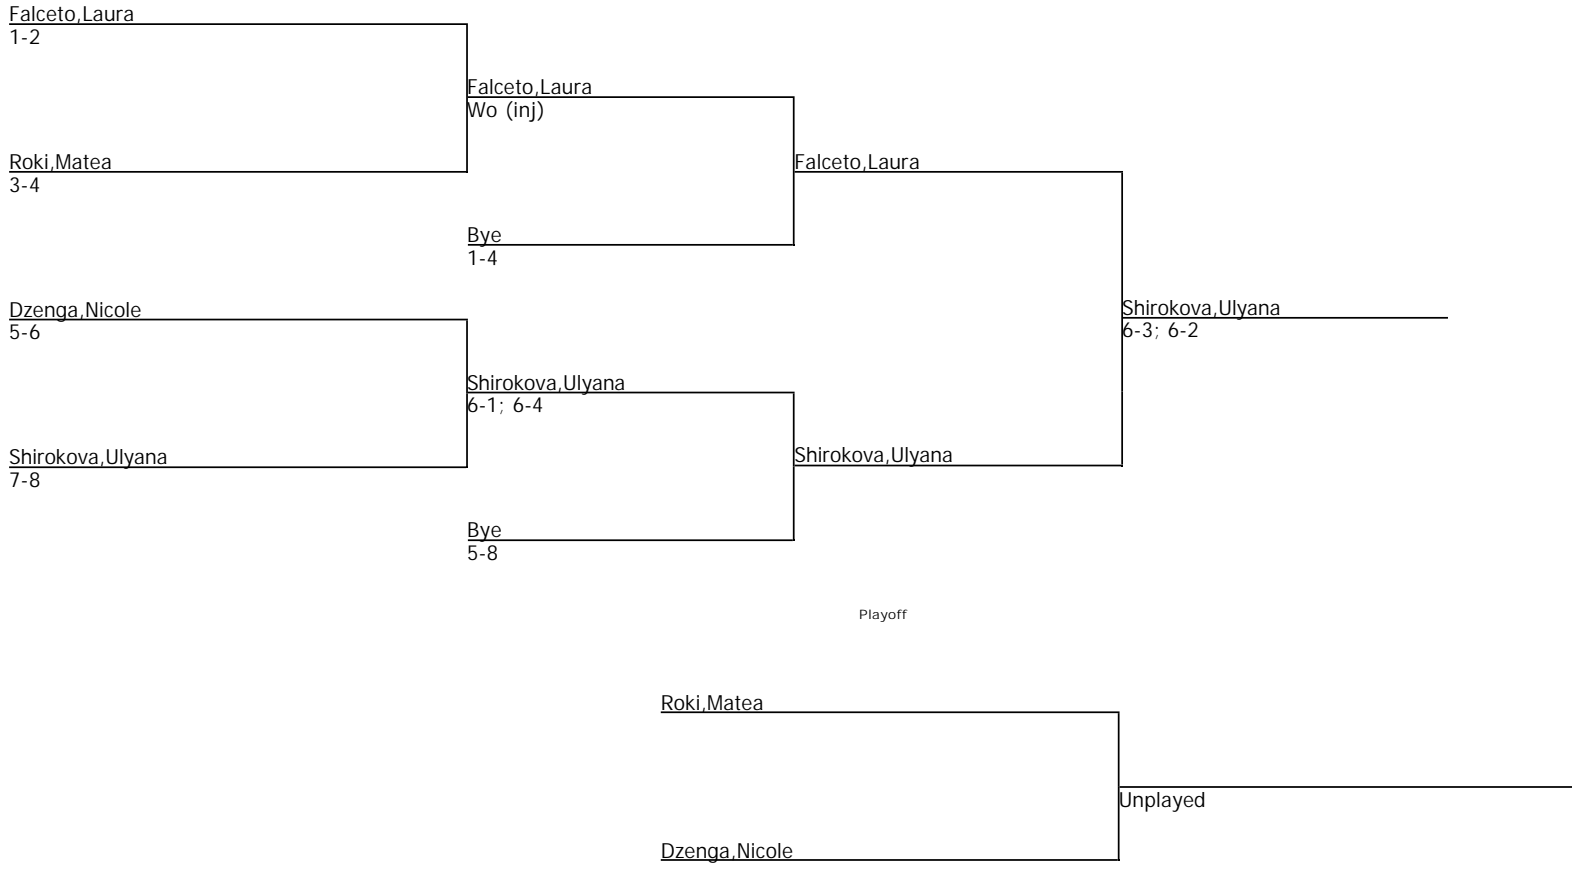 Falceto,Laura
1-2
Falceto,Laura
Wo (inj)
Roki,Matea
3-4
Falceto,Laura
Bye
1-4
Dzenga,Nicole
5-6
Shirokova,Ulyana
6-3; 6-2
Shirokova,Ulyana
6-1; 6-4
Shirokova,Ulyana
7-8
Shirokova,Ulyana
Bye
5-8
Playoff
Roki,Matea
Unplayed
Dzenga,Nicole